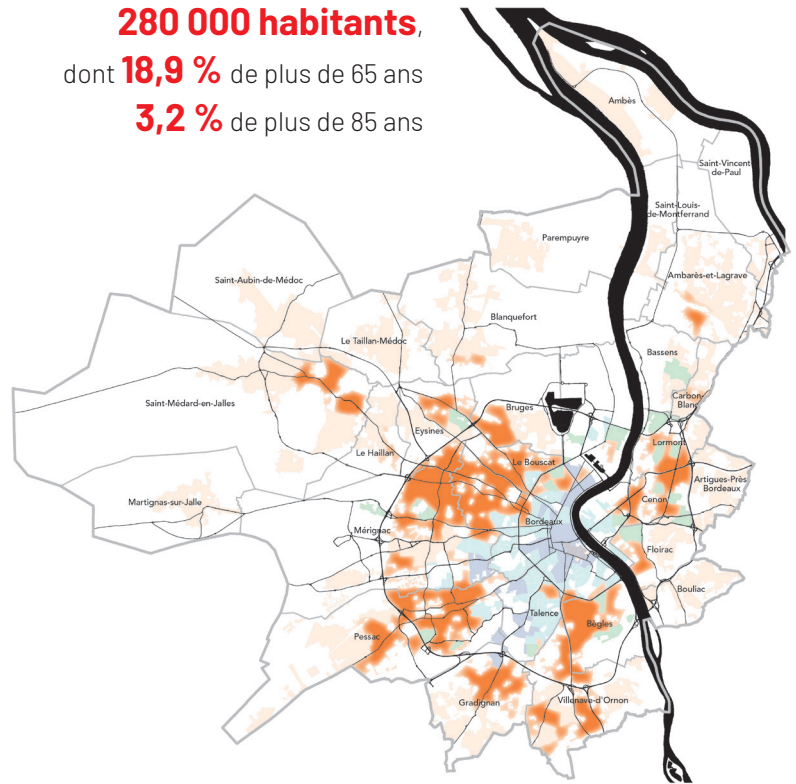 280 000 habitants,
dont 18,9 % de plus de 65 ans
3,2 % de plus de 85 ans
Ambès
Saint-Vincent
de-Paul
Saint-Louis-
de-Montferrand
Parempuyre
Ambarès-et-Lagrave
Saint-Aubin-de-Médoc
Blanquefort
Le Taillan-Médoc
Bassens
Carbon-
Blanc
Saint-Médard-en-Jalles
Bruges
Eysines
Lormont
Le Haillan
Le Bouscat
Artigues-Près
Bordeaux
Martignas-sur-Jalle
Cenon
Bordeaux
Mérignac
Floirac
Bouliac
Talence
Bègles
Pessac
Gradignan
Villenave-d'Ornon